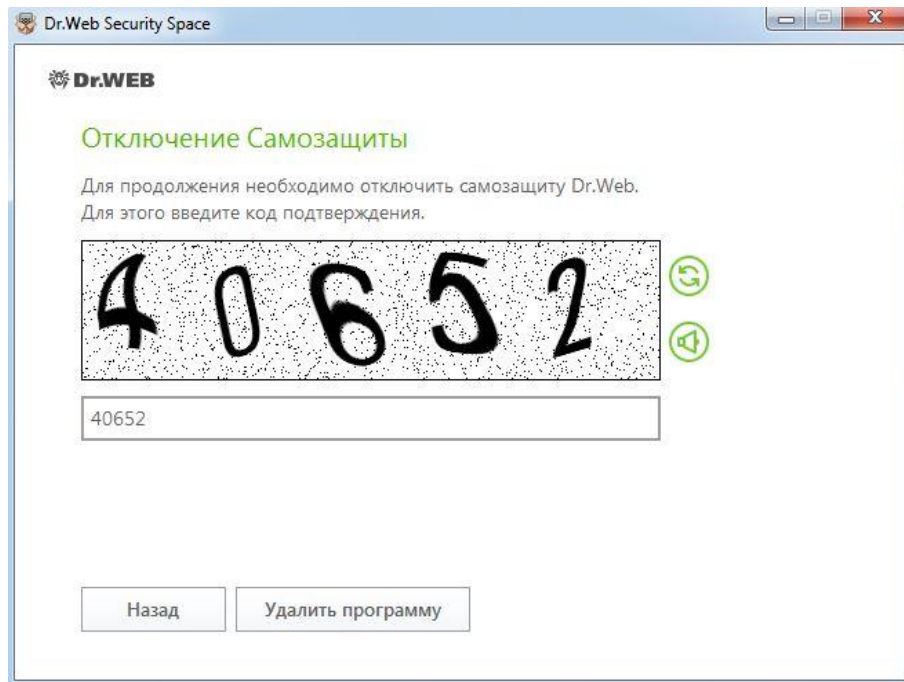 Dr.Web Security Space
Dr.WEB
Отключение Самозащиты
Для продолжения необходимо отключить самозащиту Dr.Web.
Для этого введите код подтверждения.
40652
40652
Назад Удалить программу